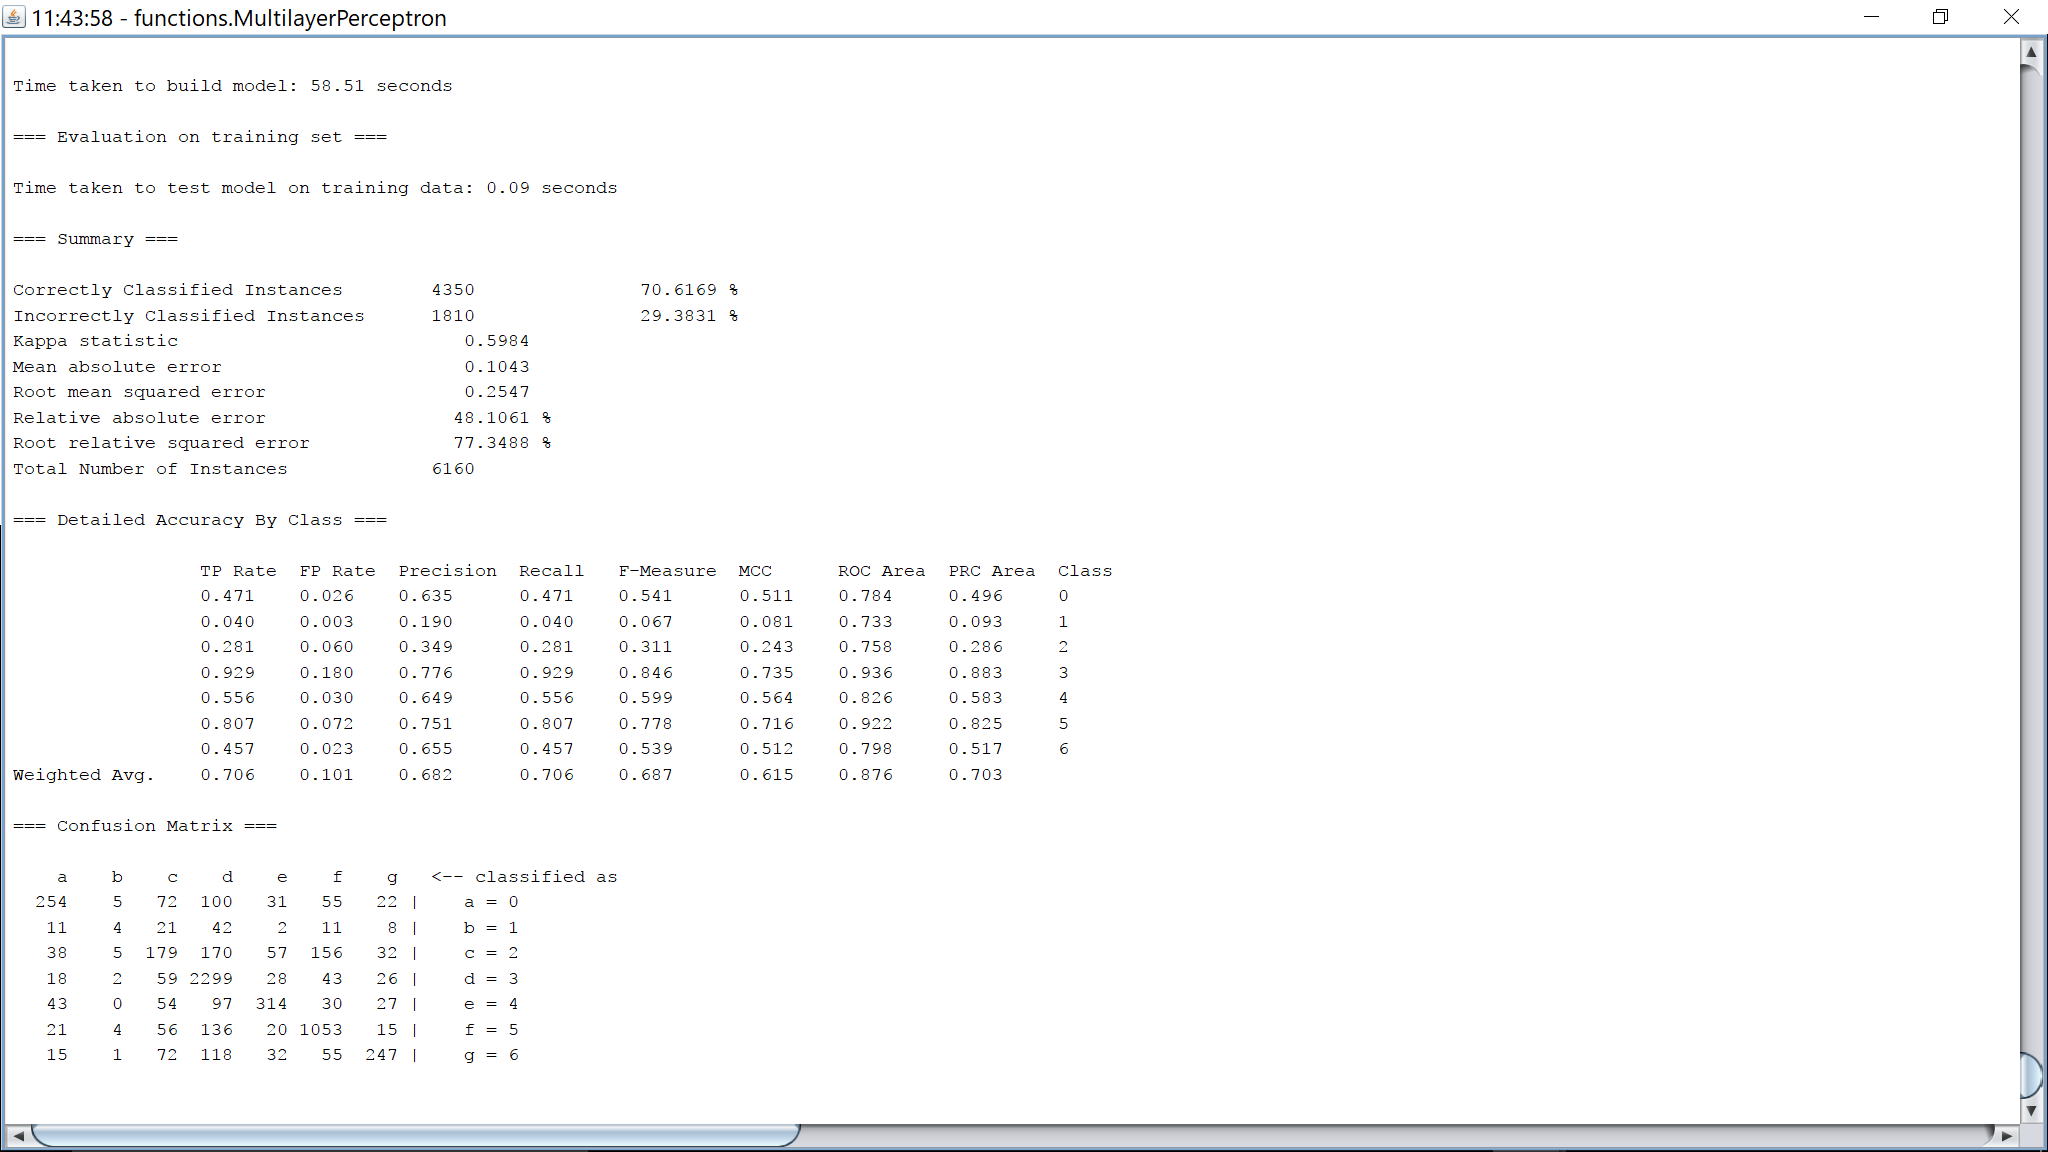 11:43:58 - functions.MultilayerPerceptron
Time taken to build model: 58.51 seconds
=== Evaluation on training set ===
Time taken to test model on training data: 0.09 seconds
=== Summary ===
Correctly Classified Instances        4350               70.6169 %
Incorrectly Classified Instances      1810               29.3831 %
Kappa statistic                          0.5984
Mean absolute error                      0.1043
Root mean squared error                  0.2547
Relative absolute error                 48.1061 %
Root relative squared error             77.3488 %
Total Number of Instances             6160
=== Detailed Accuracy By Class ===
                 TP Rate  FP Rate  Precision  Recall   F-Measure  MCC      ROC Area  PRC Area  Class
                 0.471    0.026    0.635      0.471    0.541      0.511    0.784     0.496     0
                 0.040    0.003    0.190      0.040    0.067      0.081    0.733     0.093     1
                 0.281    0.060    0.349      0.281    0.311      0.243    0.758     0.286     2
                 0.929    0.180    0.776      0.929    0.846      0.735    0.936     0.883     3
                 0.556    0.030    0.649      0.556    0.599      0.564    0.826     0.583     4
                 0.807    0.072    0.751      0.807    0.778      0.716    0.922     0.825     5
                 0.457    0.023    0.655      0.457    0.539      0.512    0.798     0.517     6
Weighted Avg.    0.706    0.101    0.682      0.706    0.687      0.615    0.876     0.703
=== Confusion Matrix ===
    a    b    c    d    e    f    g   <-- classified as
  254    5   72  100   31   55   22 |    a = 0
   11    4   21   42    2   11    8 |    b = 1
   38    5  179  170   57  156   32 |    c = 2
   18    2   59 2299   28   43   26 |    d = 3
   43    0   54   97  314   30   27 |    e = 4
   21    4   56  136   20 1053   15 |    f = 5
   15    1   72  118   32   55  247 |    g = 6